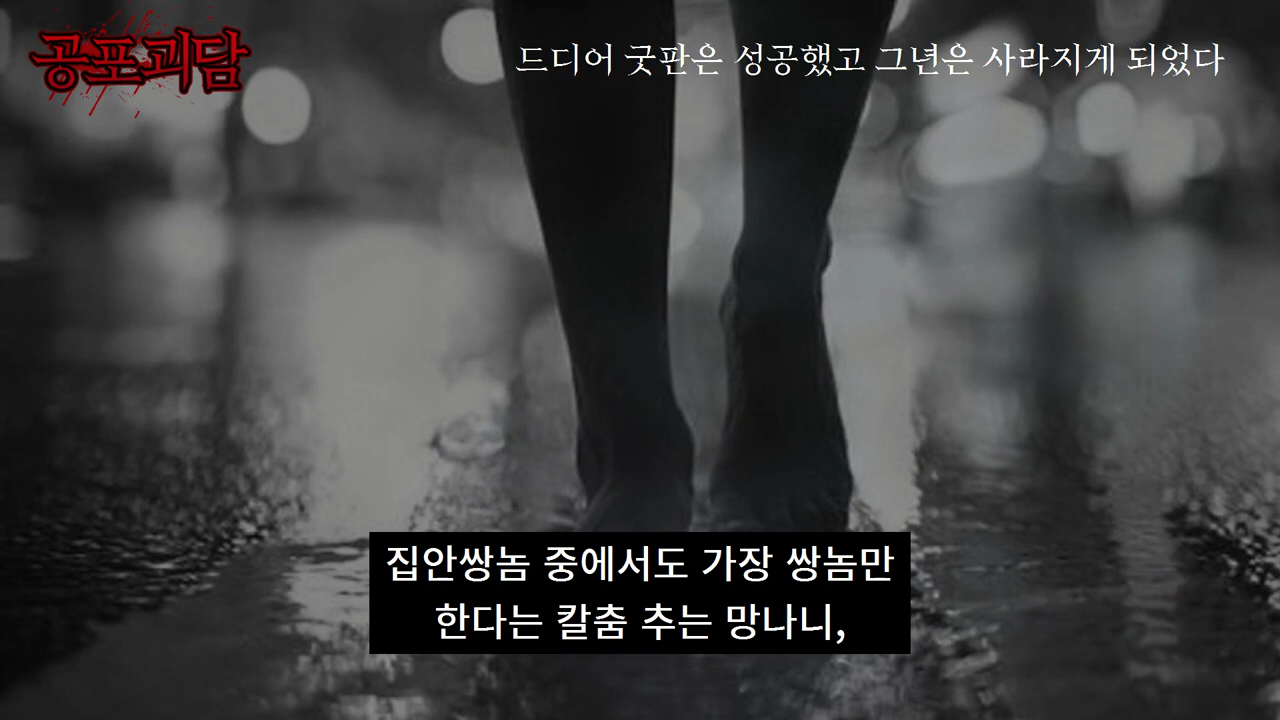 공포괴담
드디어 굿판은 성공했고 그년은 사라지게 되었다
집안쌍놈 중에서도 가장 쌍놈만
한다는 칼춤 추는 망나니,